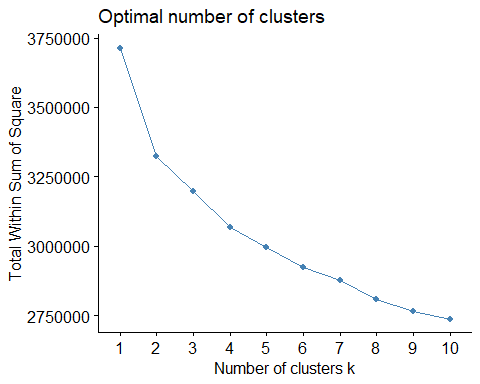 Optimal number of clusters
Total Within Sum of Square
3750000
3500000
3250000
3000000
2750000
1 2 3 4 5 6 7 8 9 10
Number of clusters k